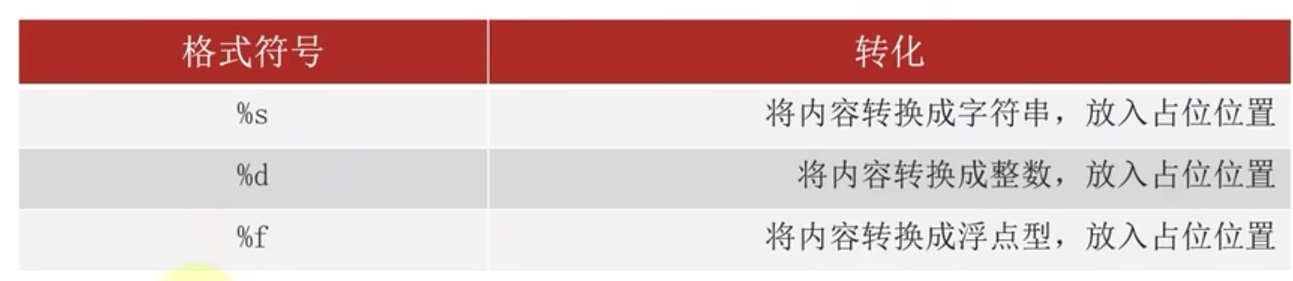 格式符号 转化
%s 将内容转换成字符串，放入占位位置
%d 将内容转换成整数，放入占位位置
%f 将内容转换成浮点型，放入占位位置